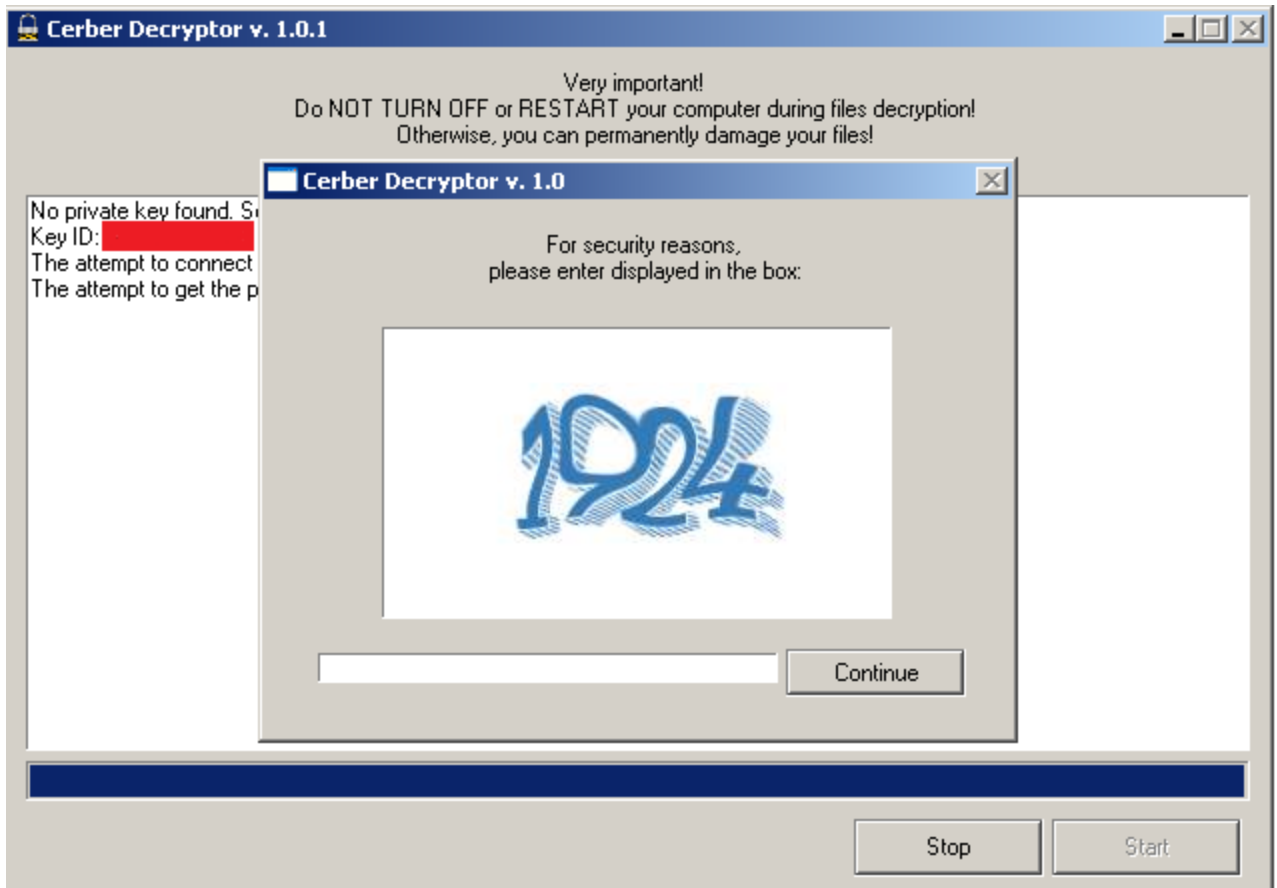 Cerber Decryptor v. 1.0.1
Very important!
Do NOT TURN OFF or RESTART your computer during files decryption!
Otherwise, you can permanently damage your files!
No private key found.
Key ID:
The attempt to connect
The attempt to get the
Cerber Decryptor v. 1.0
For security reasons,
please enter displayed in the box:
1924
Continue
Stop
Start